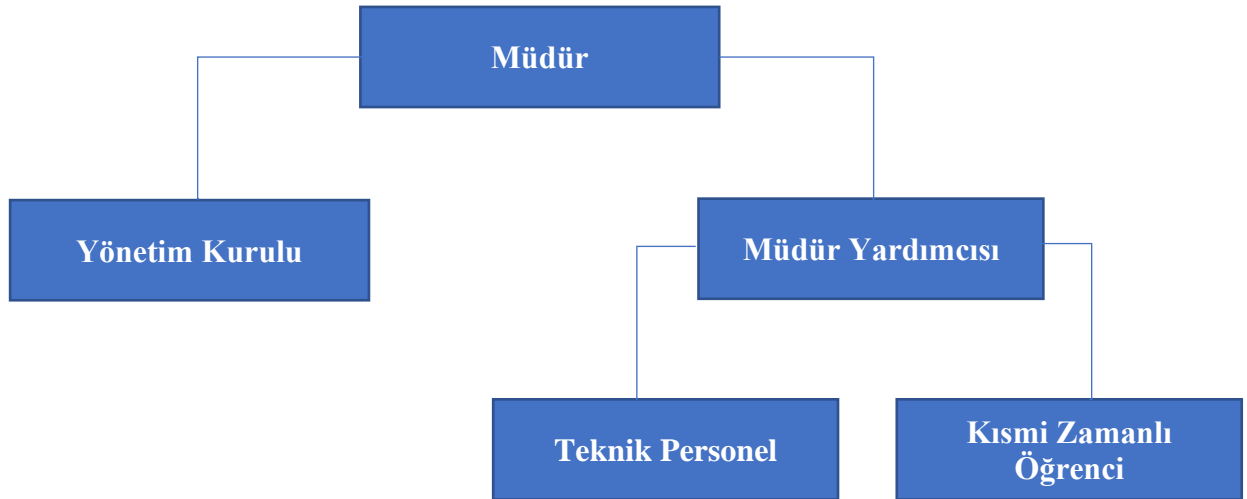 Müdür
Yönetim Kurulu
Müdür Yardımcısı
Teknik Personel
Kısmi Zamanlı
Öğrenci